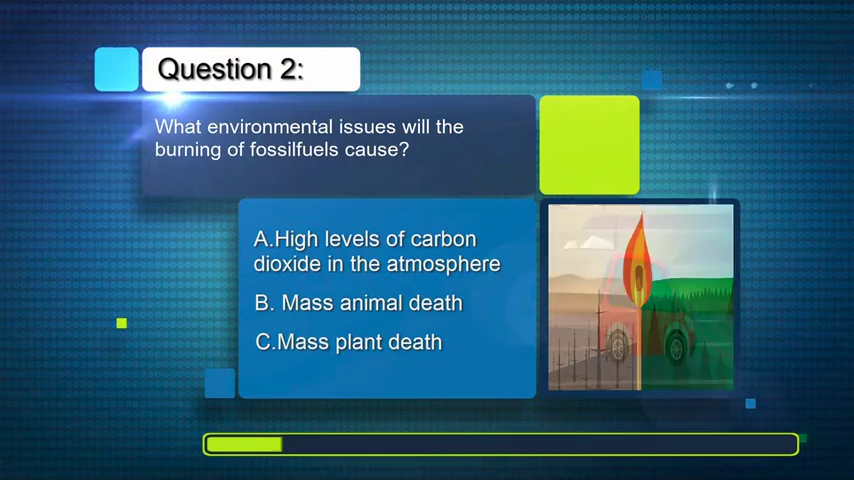 Question 2:
What environmental issues will the
burning of fossilfuels cause?
A.High levels of carbon
dioxide in the atmosphere
B. Mass animal death
C.Mass plant death